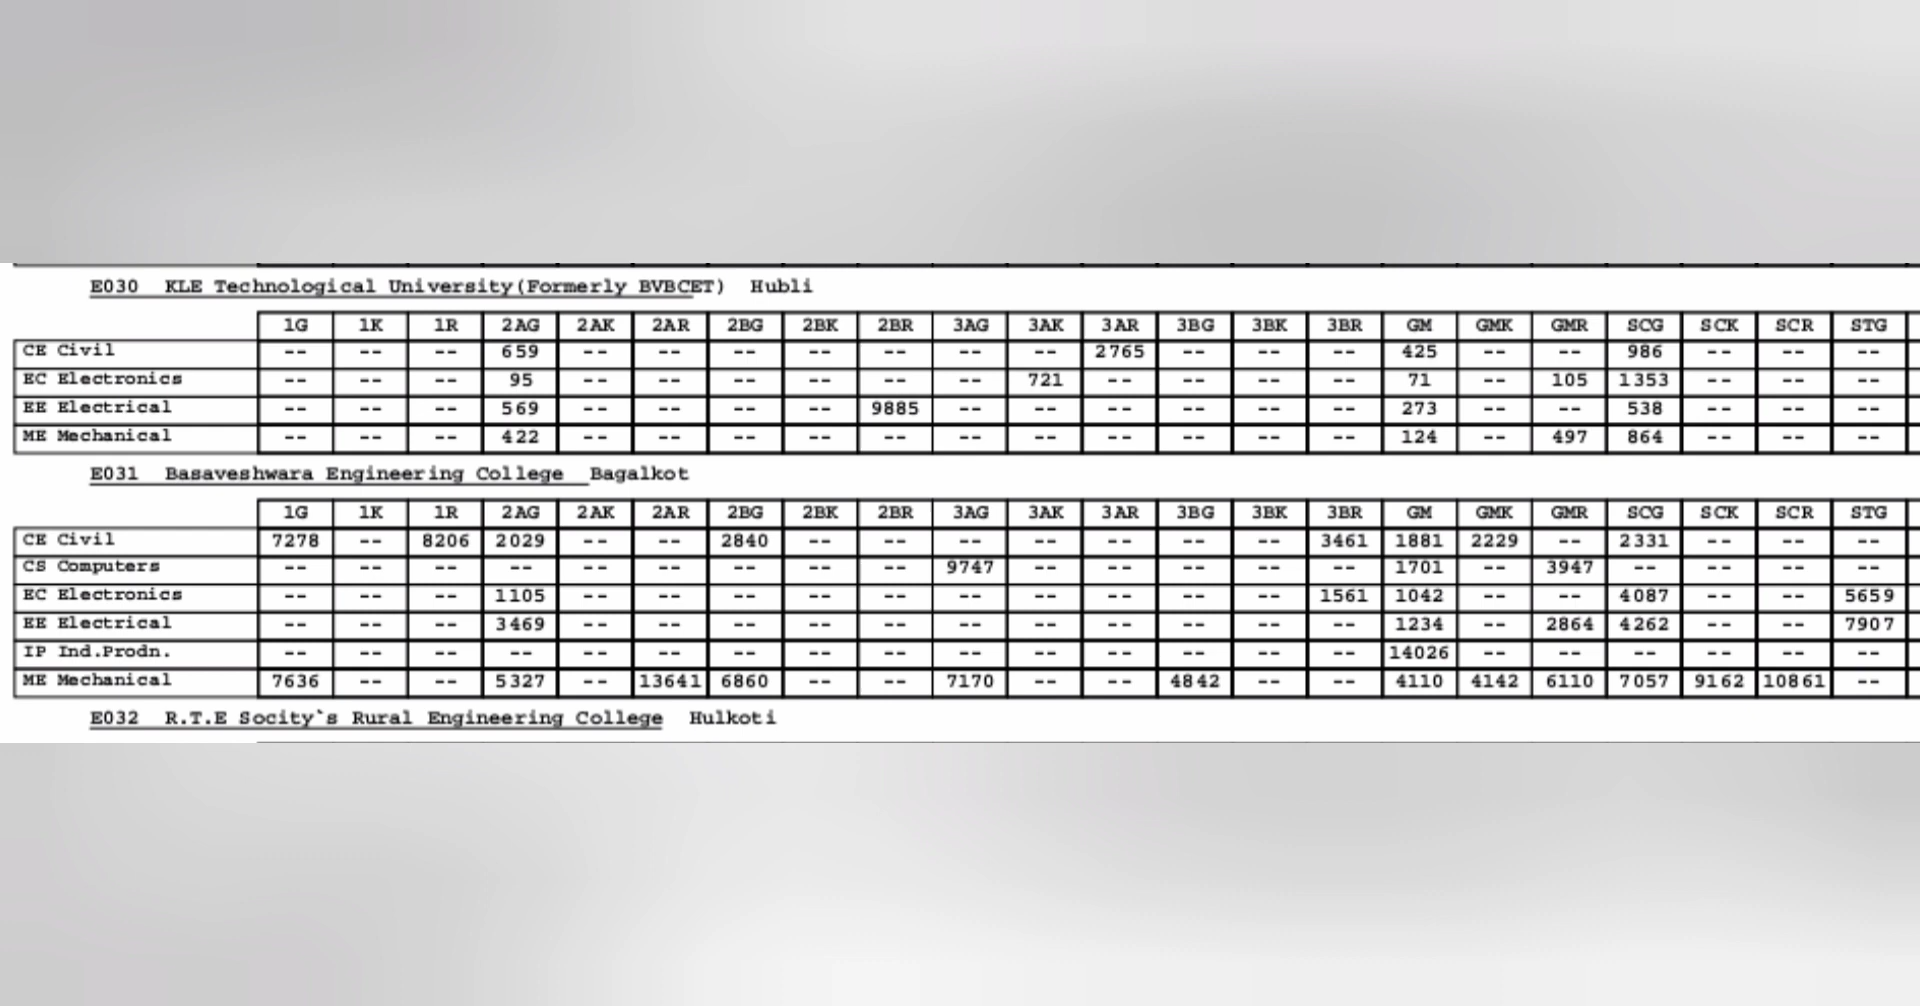 E030 KLE Technological University(Formerly BVBCET) Hubli
1G 1K 1R 2AG 2AK 2AR 2BG 2BK 2BR 3AG 3AK 3AR 3BG 3BK 3BR GM GMK GMR SCG SCK SCR STG
CE Civil -- -- -- 659 -- -- -- -- -- -- -- 2765 -- -- -- 425 -- -- 986 -- -- --
EC Electronics -- -- -- 95 -- -- -- -- -- -- 721 -- -- -- -- 71 -- 105 1353 -- -- --
EE Electrical -- -- -- 569 -- -- -- -- 9885 -- -- -- -- -- -- 273 -- -- 538 -- -- --
ME Mechanical -- -- -- 422 -- -- -- -- -- -- -- -- -- -- -- 124 -- 497 864 -- -- --
E031 Basaveshwara Engineering College Bagalkot
1G 1K 1R 2AG 2AK 2AR 2BG 2BK 2BR 3AG 3AK 3AR 3BG 3BK 3BR GM GMK GMR SCG SCK SCR STG
CE Civil 7278 -- 8206 2029 -- -- 2840 -- -- -- -- -- -- -- 3461 1881 2229 -- 2331 -- -- --
CS Computers -- -- -- -- -- -- -- -- -- 9747 -- -- -- -- -- 1701 -- 3947 -- -- -- --
EC Electronics -- -- -- 1105 -- -- -- -- -- -- -- -- -- -- 1561 1042 -- -- 4087 -- -- 5659
EE Electrical -- -- -- 3469 -- -- -- -- -- -- -- -- -- -- -- 1234 -- 2864 4262 -- -- 7907
IP Ind.Prodn. -- -- -- -- -- -- -- -- -- -- -- -- -- -- -- 14026 -- -- -- -- -- --
ME Mechanical 7636 -- -- 5327 -- 13641 6860 -- -- 7170 -- -- 4842 -- -- 4110 4142 6110 7057 9162 10861 --
E032 R.T.E Socity`s Rural Engineering College Hulkoti